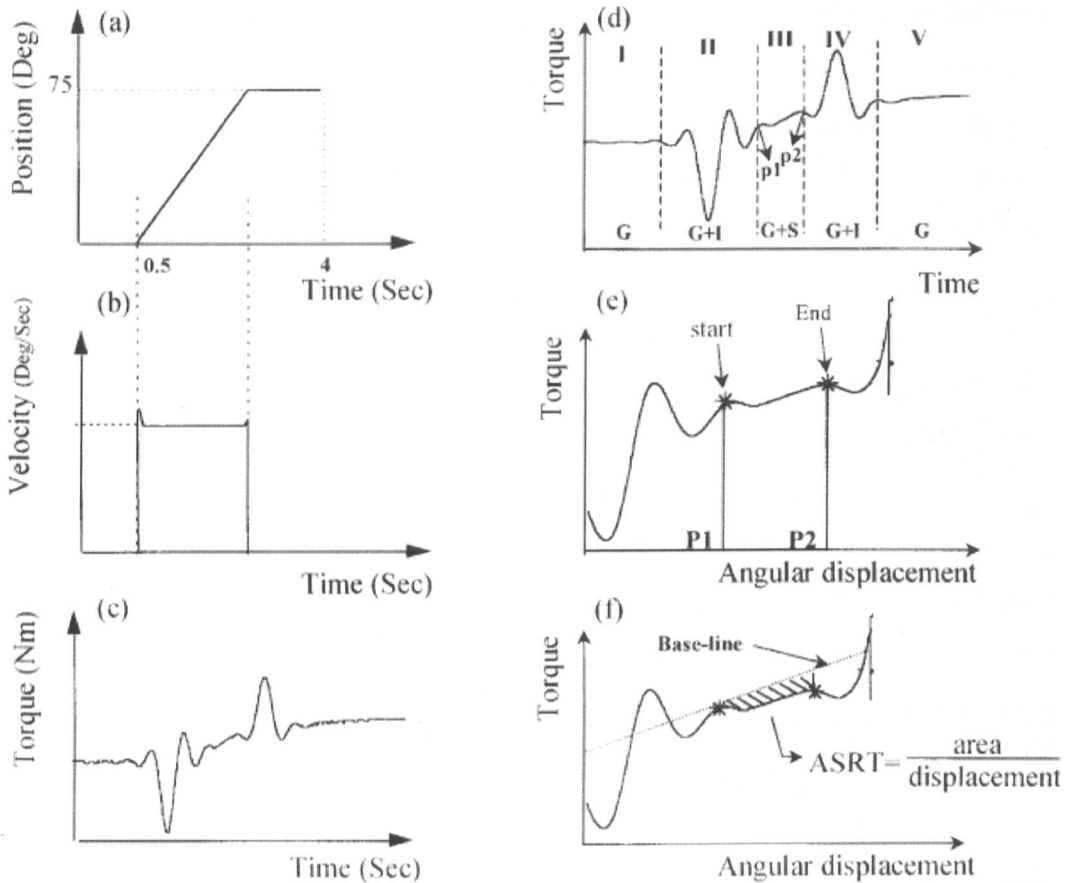 (a)
Position (Deg)
75
0.5
4
Time (Sec)
(b)
Velocity (Deg/Sec)
Time (Sec)
(c)
Torque (Nm)
Time (Sec)
(d)
Torque
I II III IV V
p1 p2
G G+I G+S G+I G
Time
(e)
Torque
start
End
P1 P2
Angular displacement
(f)
Torque
Base-line
ASRT= area
displacement
Angular displacement